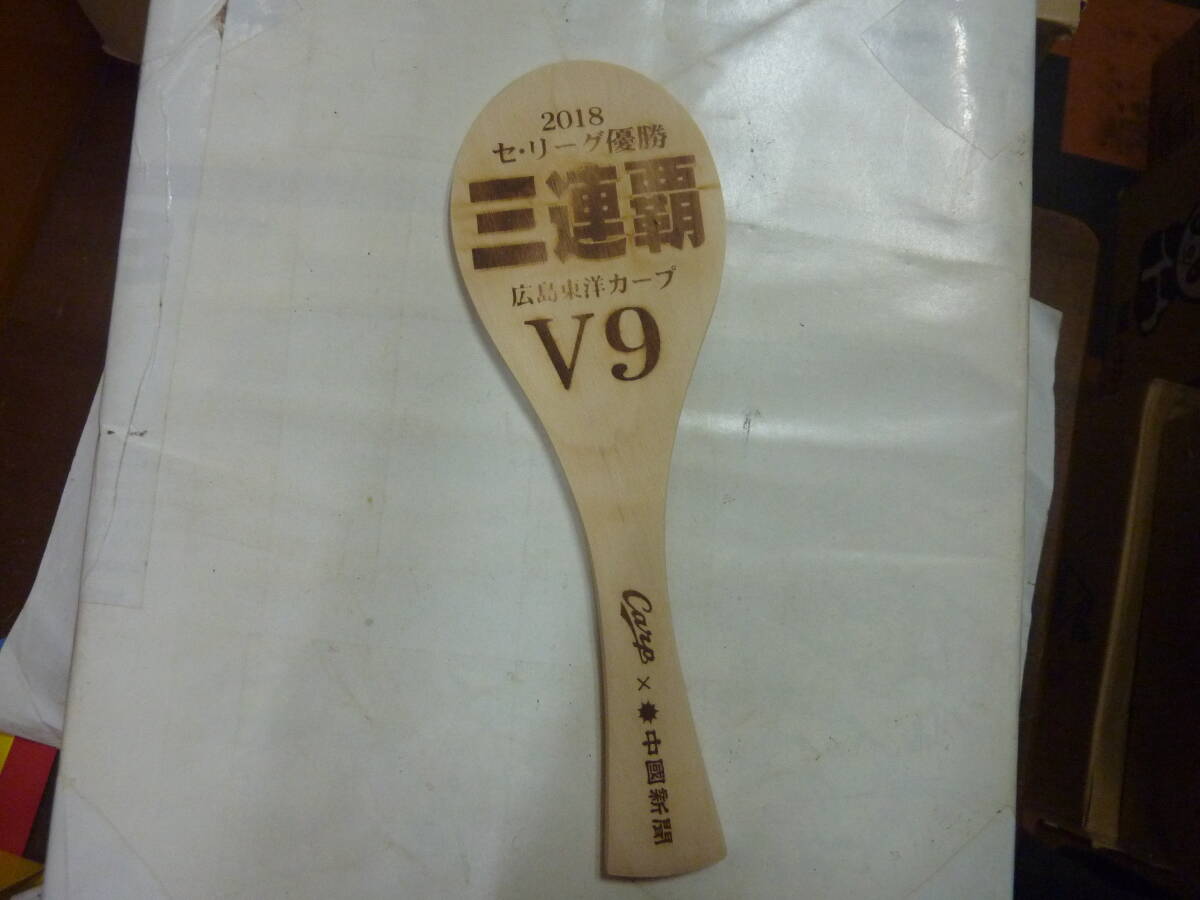 2018
セ・リーグ優勝
三連覇
広島東洋カープ
V9
Carp × 中國新聞